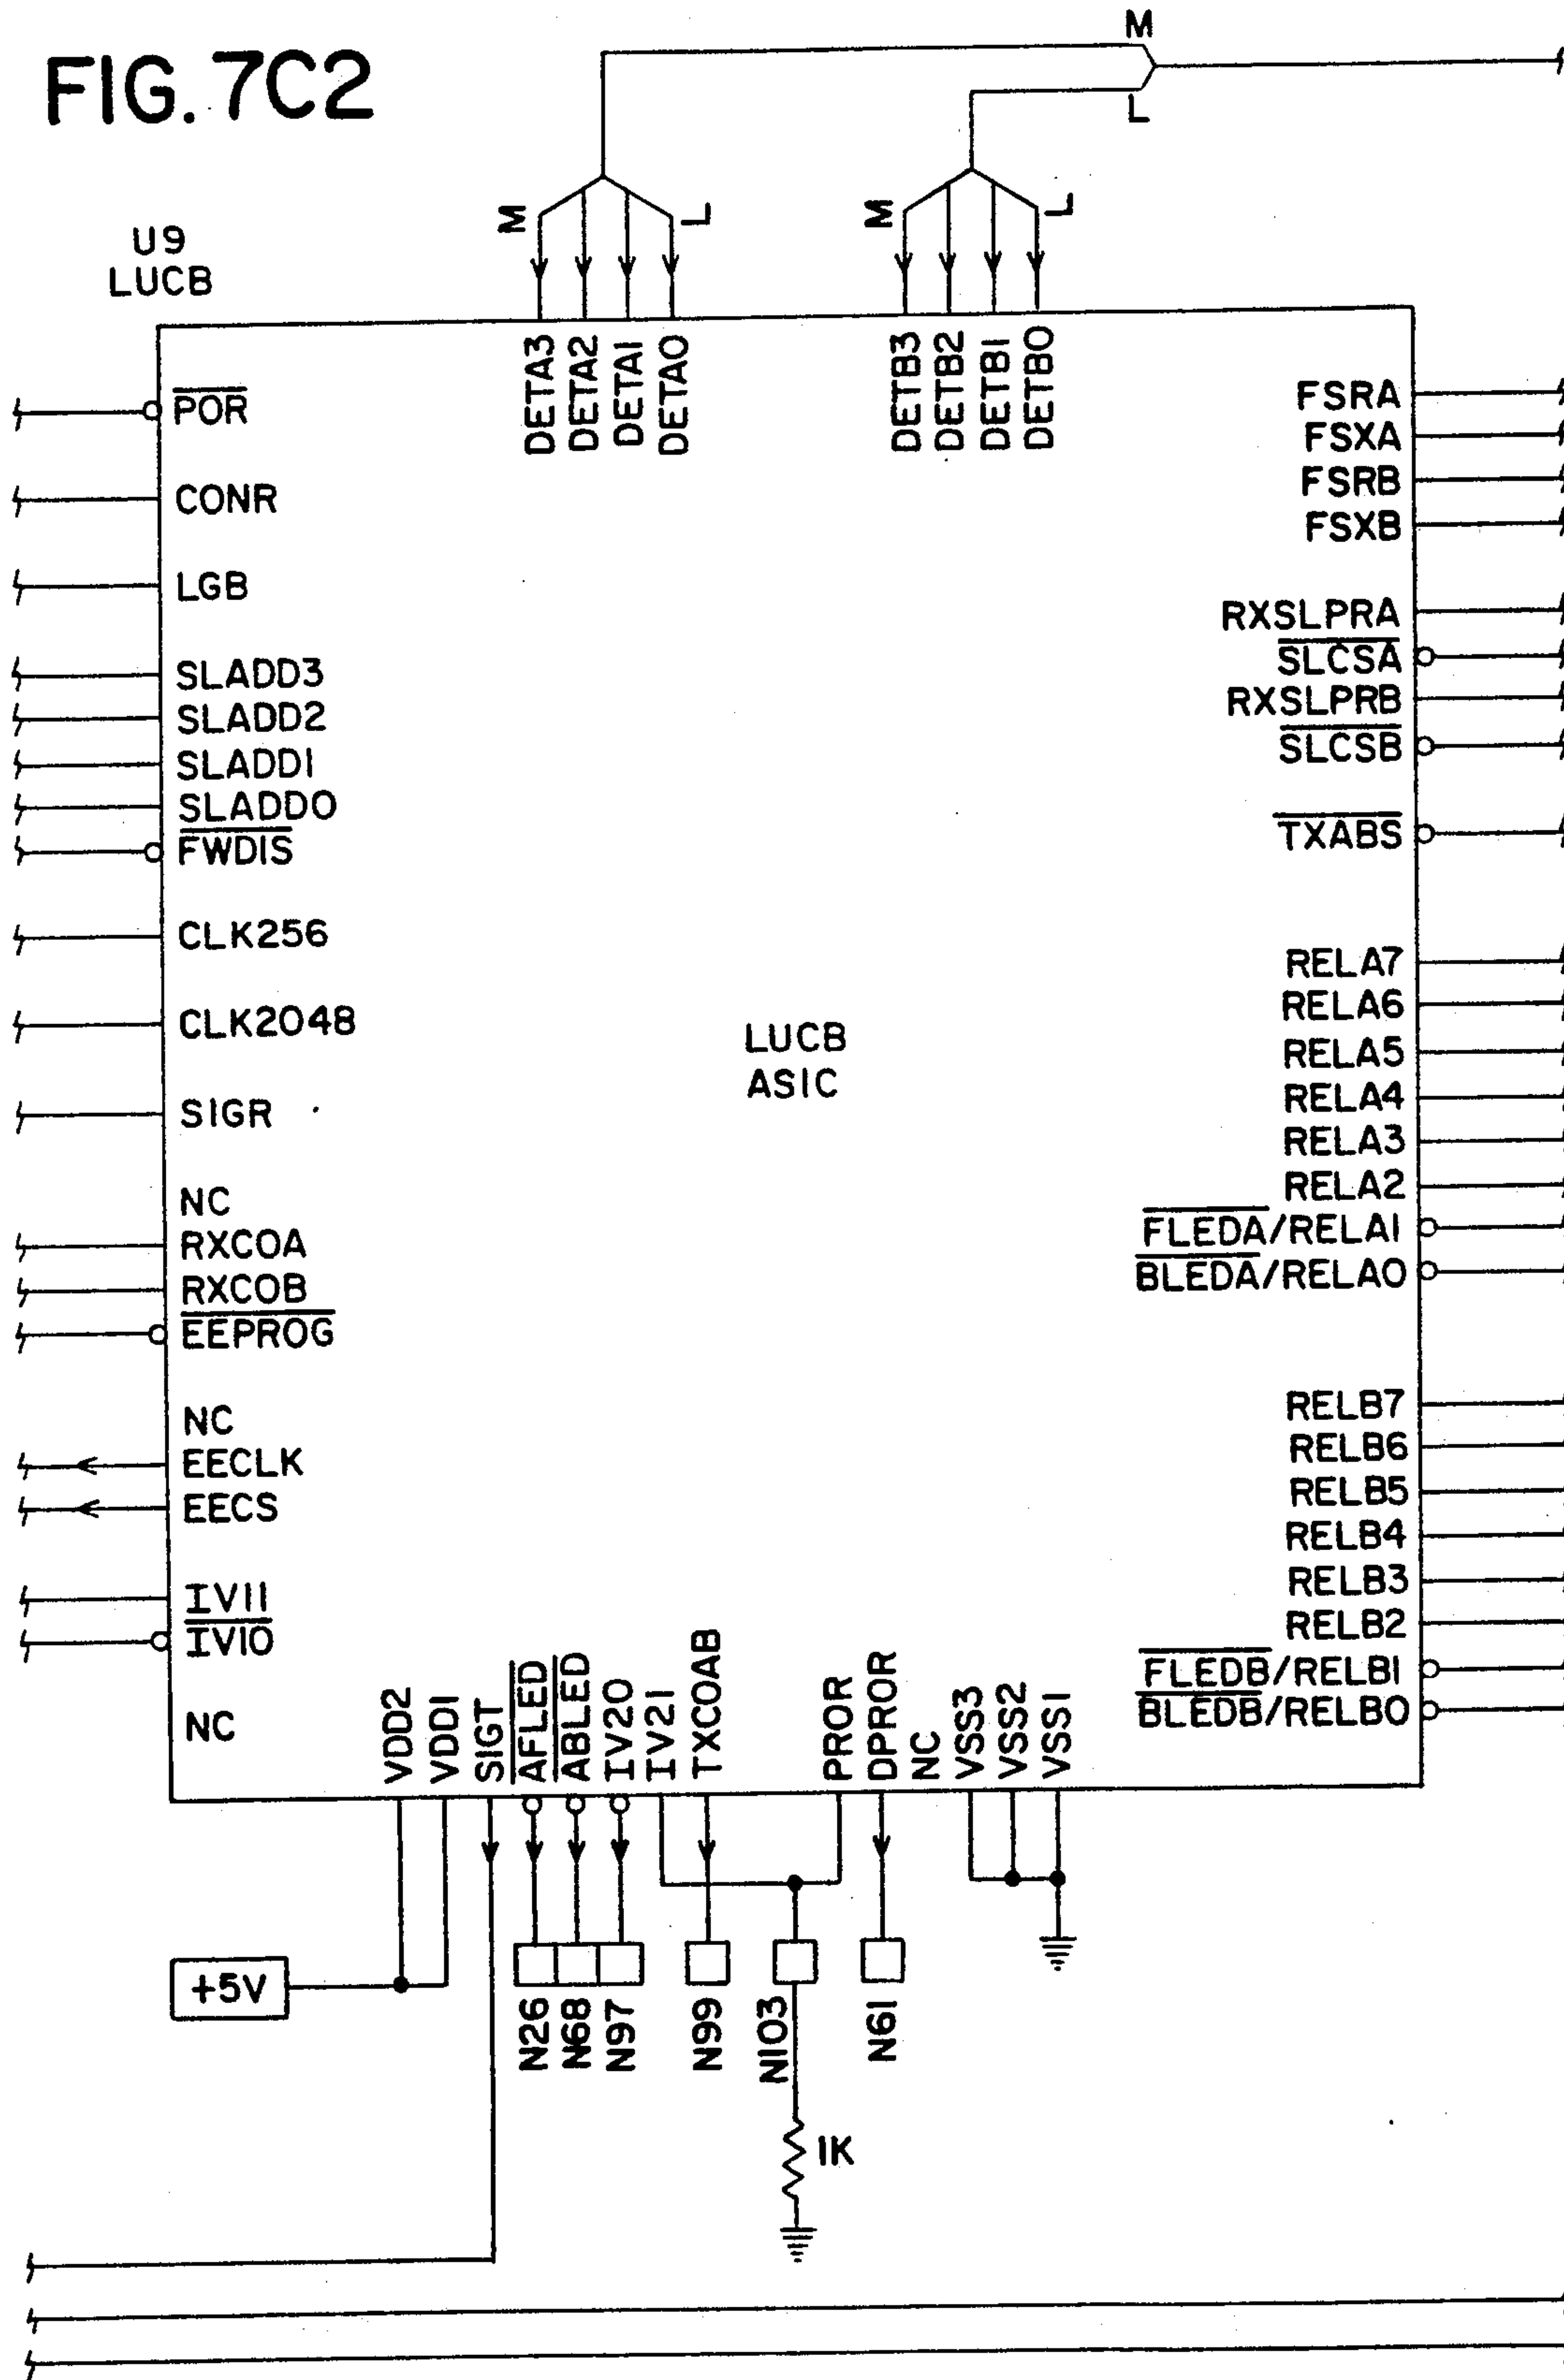 FIG. 7C2
M
L
M
L
M
L
U9
LUCB
DETA3
DETA2
DETA1
DETA0
DETB3
DETB2
DETB1
DETB0
POR
CONR
LGB
SLADD3
SLADD2
SLADD1
SLADD0
FWDIS
CLK256
CLK2048
SIGR
NC
RXCOA
RXCOB
EEPROG
NC
EECLK
EECS
IV11
IV10
NC
LUCB
ASIC
FSRA
FSXA
FSRB
FSXB
RXSLPRA
SLCSA
RXSLPRB
SLCSB
TXABS
RELA7
RELA6
RELA5
RELA4
RELA3
RELA2
FLEDA/RELA1
BLEDA/RELA0
RELB7
RELB6
RELB5
RELB4
RELB3
RELB2
FLEDB/RELB1
BLEDB/RELB0
VDD2
VDD1
SIGT
AFLED
ABLED
IV20
IV21
TXCOAB
PROR
DPROR
NC
VSS3
VSS2
VSS1
+5V
N26
N68
N97
N99
N103
N61
1K